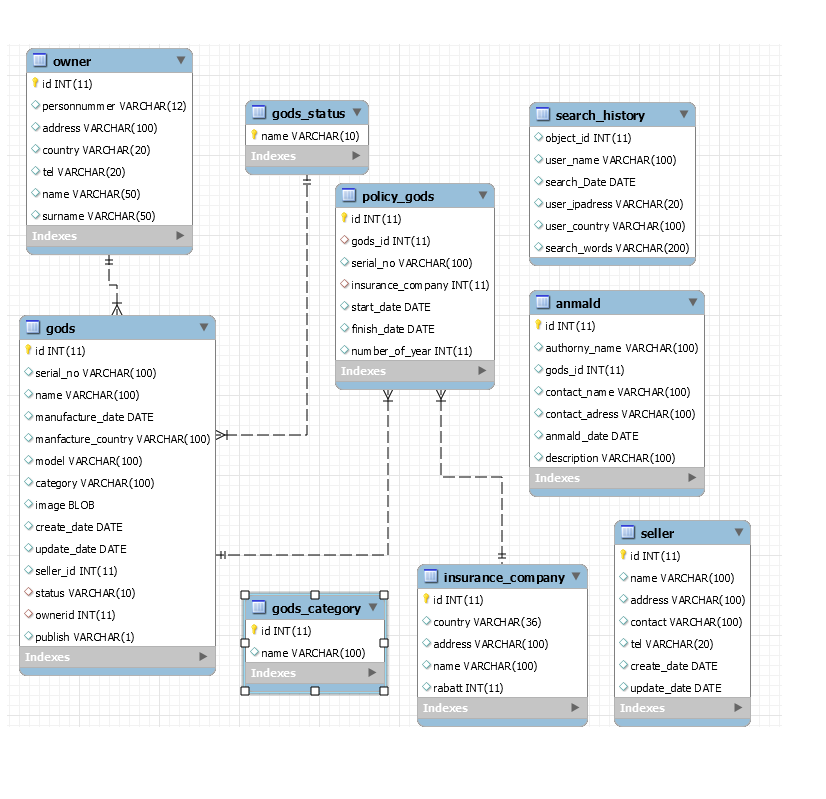 owner
id INT(11)
personnummer VARCHAR(12)
address VARCHAR(100)
country VARCHAR(20)
tel VARCHAR(20)
name VARCHAR(50)
surname VARCHAR(50)
Indexes
gods_status
name VARCHAR(10)
Indexes
policy_gods
id INT(11)
gods_id INT(11)
serial_no VARCHAR(100)
insurance_company INT(11)
start_date DATE
finish_date DATE
number_of_year INT(11)
Indexes
search_history
object_id INT(11)
user_name VARCHAR(100)
search_Date DATE
user_ipadress VARCHAR(20)
user_country VARCHAR(100)
search_words VARCHAR(200)
gods
id INT(11)
serial_no VARCHAR(100)
name VARCHAR(100)
manufacture_date DATE
manfacture_country VARCHAR(100)
model VARCHAR(100)
category VARCHAR(100)
image BLOB
create_date DATE
update_date DATE
seller_id INT(11)
status VARCHAR(10)
ownerid INT(11)
publish VARCHAR(1)
Indexes
anmald
id INT(11)
authorny_name VARCHAR(100)
gods_id INT(11)
contact_name VARCHAR(100)
contact_adress VARCHAR(100)
anmald_date DATE
description VARCHAR(100)
Indexes
gods_category
id INT(11)
name VARCHAR(100)
Indexes
insurance_company
id INT(11)
country VARCHAR(36)
address VARCHAR(100)
name VARCHAR(100)
rabatt INT(11)
Indexes
seller
id INT(11)
name VARCHAR(100)
address VARCHAR(100)
contact VARCHAR(100)
tel VARCHAR(20)
create_date DATE
update_date DATE
Indexes